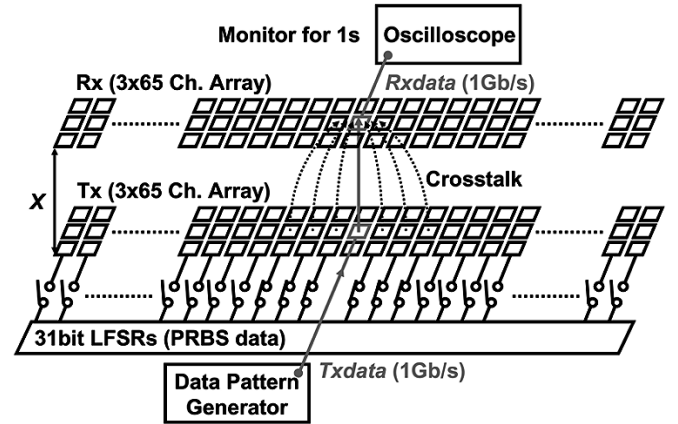 Monitor for 1s
Oscilloscope
Rx (3x65 Ch. Array)
Rxdata (1Gb/s)
Crosstalk
X
Tx (3x65 Ch. Array)
31bit LFSRs (PRBS data)
Txdata (1Gb/s)
Data Pattern
Generator